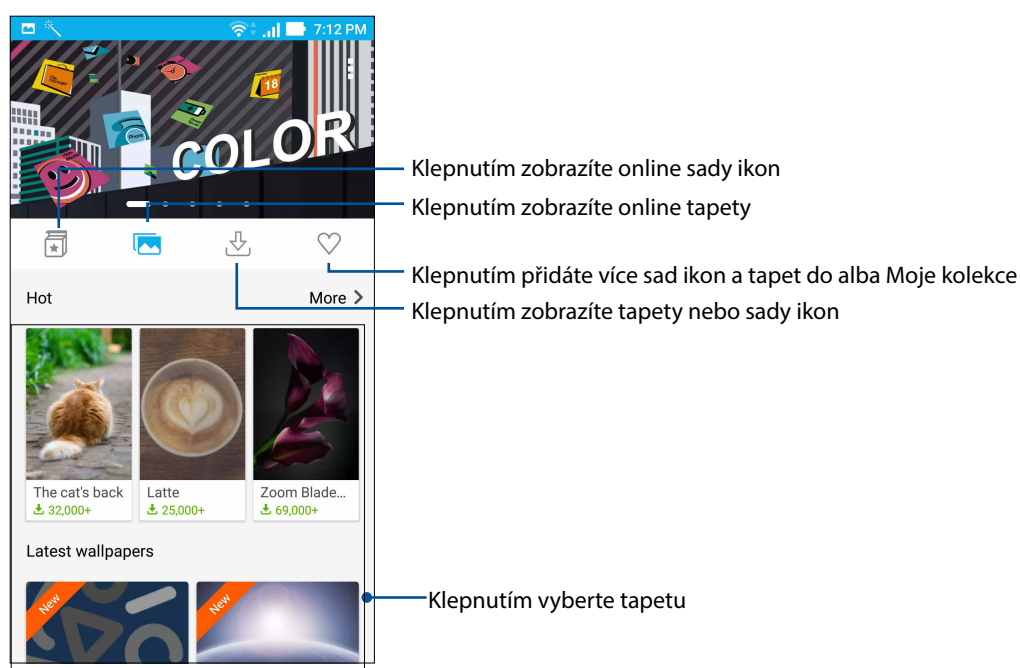 7:12 PM
18
COLOR
Klepnutím zobrazíte online sady ikon
Klepnutím zobrazíte online tapety
Klepnutím přidáte více sad ikon a tapet do alba Moje kolekce
Klepnutím zobrazíte tapety nebo sady ikon
Hot
More
The cat's back
32,000+
Latte
25,000+
Zoom Blade...
69,000+
Latest wallpapers
New
New
Klepnutím vyberte tapetu